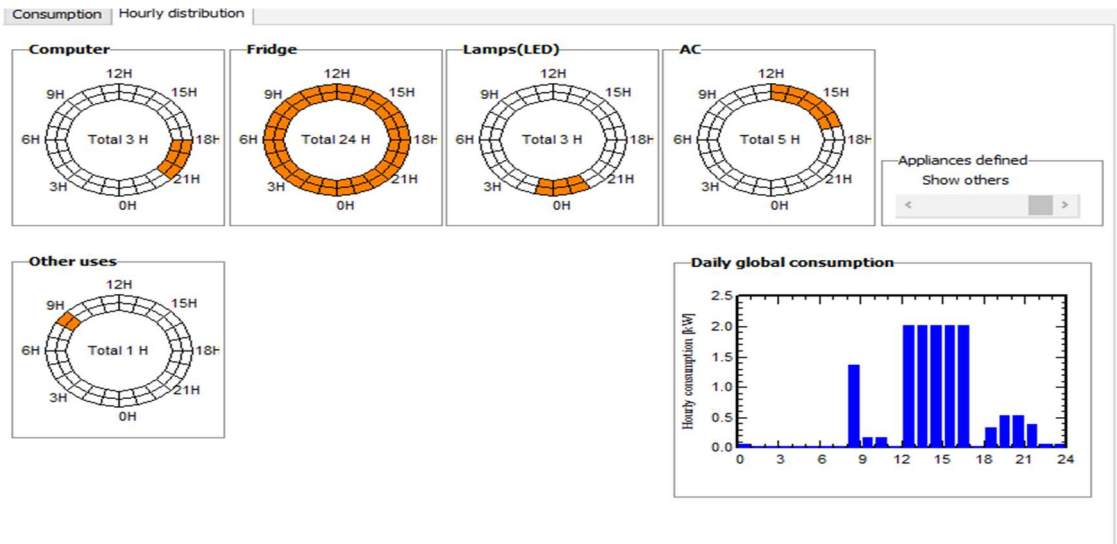 Consumption Hourly distribution
Computer Fridge Lamps(LED) AC
12H 12H 12H 12H
9H 15H 9H 15H 9H 15H 15H
6H Total 3 H 18H 6H Total 24 H 18H 6H Total 3 H 18H 6H Total 5 H 18H
Appliances defined
Show others
3H 21H 3H 21H 3H 21H 3H 21H
0H 0H 0H 0H
< >
Other uses
12H
9H 15H
6H Total 1 H 18H
3H 21H
0H
Daily global consumption
Hourly consumption [kW]
2.5
2.0
1.5
1.0
0.5
0.0
0 3 6 9 12 15 18 21 24